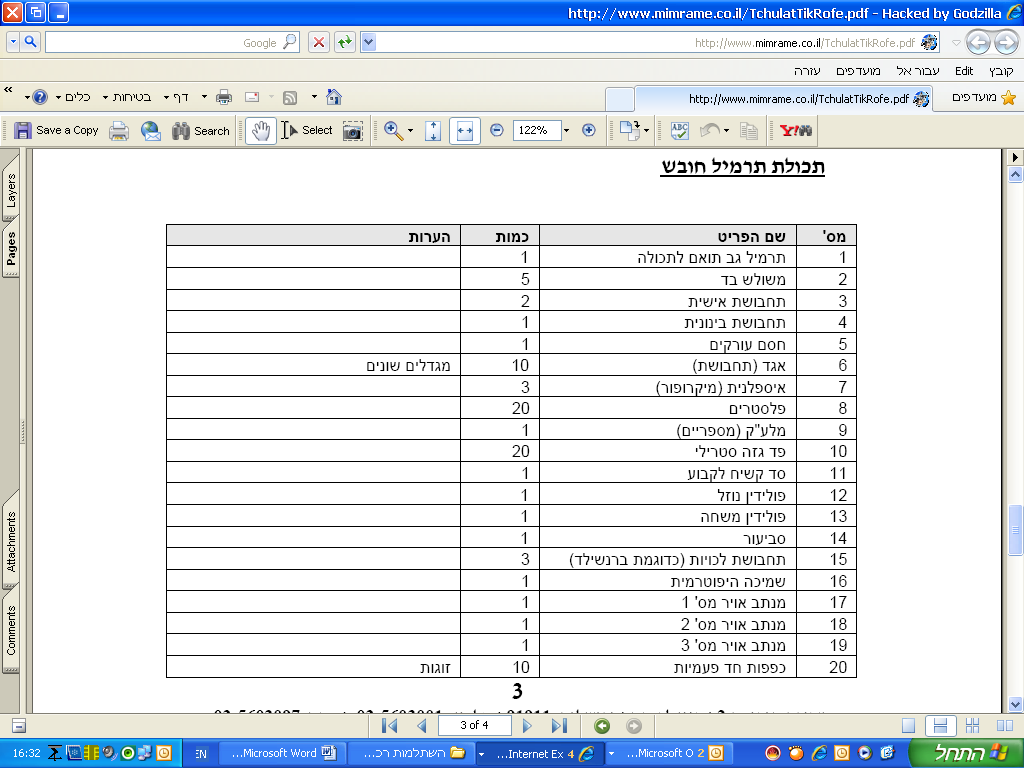 http://www.mimrame.co.il/TchulatTikRofe.pdf - Hacked by Godzilla
Google
http://www.mimrame.co.il/TchulatTikRofe.pdf
קובץ Edit עבור אל מועדפים עזרה
מועדפים http://www.mimrame.co.il/TchulatTikRofe.pdf
דף בטיחות כלים
Save a Copy Search Select 122% Y!
Layers
Pages
Attachments
Comments
תכולת תרמיל חובש
מס' שם הפריט כמות הערות
1 תרמיל גב תואם לתכולה 1
2 משולש בד 5
3 תחבושת אישית 2
4 תחבושת בינונית 1
5 חסם עורקים 1
6 אגד (תחבושת) 10 מגדלים שונים
7 איספלנית (מיקרופור) 3
8 פלסטרים 20
9 מלע"ק (מספריים) 1
10 פד גזה סטרילי 20
11 סד קשיח לקבוע 1
12 פולידין נוזל 1
13 פולידין משחה 1
14 סביעור 1
15 תחבושת לכויות (כדוגמת ברנשילד) 3
16 שמיכה היפוטרמית 1
17 מנתב אויר מס' 1 1
18 מנתב אויר מס' 2 1
19 מנתב אויר מס' 3 1
20 כפפות חד פעמיות 10 זוגות
3
3 of 4
התחל
2 Microsoft O...
4 Internet Ex...
השתלמות רכ...
Microsoft Word...
EN
16:32